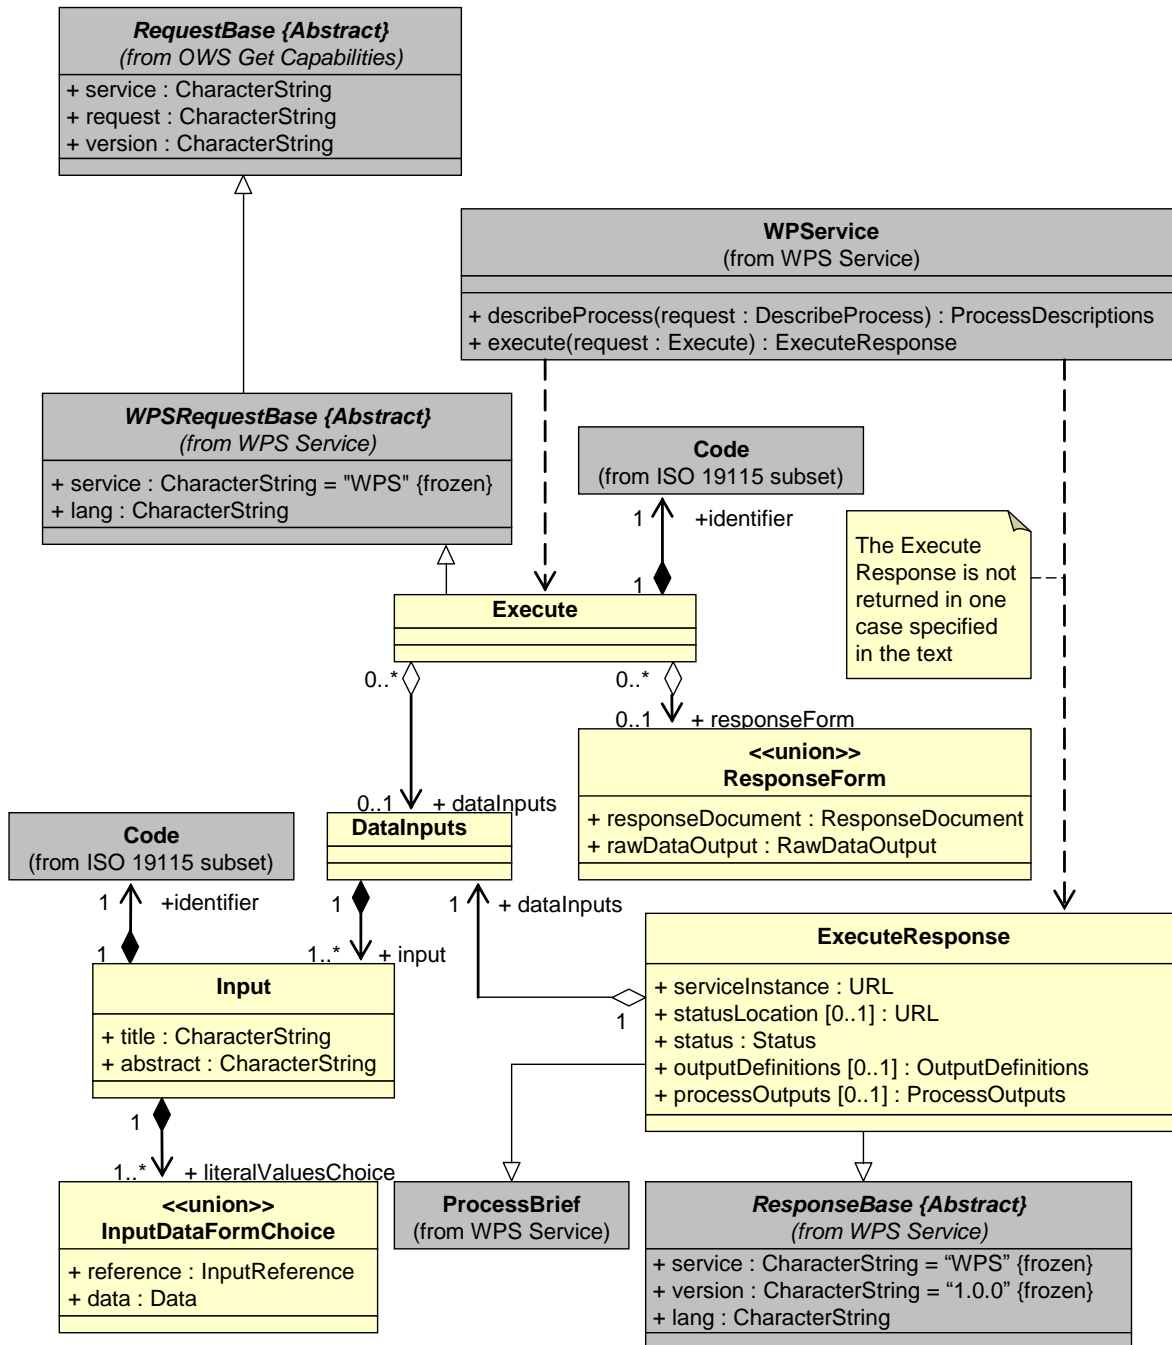 RequestBase {Abstract}
(from OWS Get Capabilities)
+ service : CharacterString
+ request : CharacterString
+ version : CharacterString
WPService
(from WPS Service)
+ describeProcess(request : DescribeProcess) : ProcessDescriptions
+ execute(request : Execute) : ExecuteResponse
WPSRequestBase {Abstract}
(from WPS Service)
+ service : CharacterString = "WPS" {frozen}
+ lang : CharacterString
Code
(from ISO 19115 subset)
1 +identifier
1
The Execute
Response is not
returned in one
case specified
in the text
Execute
0..*
0..*
0..1 + responseForm
<<union>>
ResponseForm
+ responseDocument : ResponseDocument
+ rawDataOutput : RawDataOutput
0..1 + dataInputs
DataInputs
Code
(from ISO 19115 subset)
1 +identifier
1
1
1..* + input
1 + dataInputs
1
Input
+ title : CharacterString
+ abstract : CharacterString
ExecuteResponse
+ serviceInstance : URL
+ statusLocation [0..1] : URL
+ status : Status
+ outputDefinitions [0..1] : OutputDefinitions
+ processOutputs [0..1] : ProcessOutputs
1
1..* + literalValuesChoice
<<union>>
InputDataFormChoice
+ reference : InputReference
+ data : Data
ProcessBrief
(from WPS Service)
ResponseBase {Abstract}
(from WPS Service)
+ service : CharacterString = “WPS” {frozen}
+ version : CharacterString = “1.0.0” {frozen}
+ lang : CharacterString